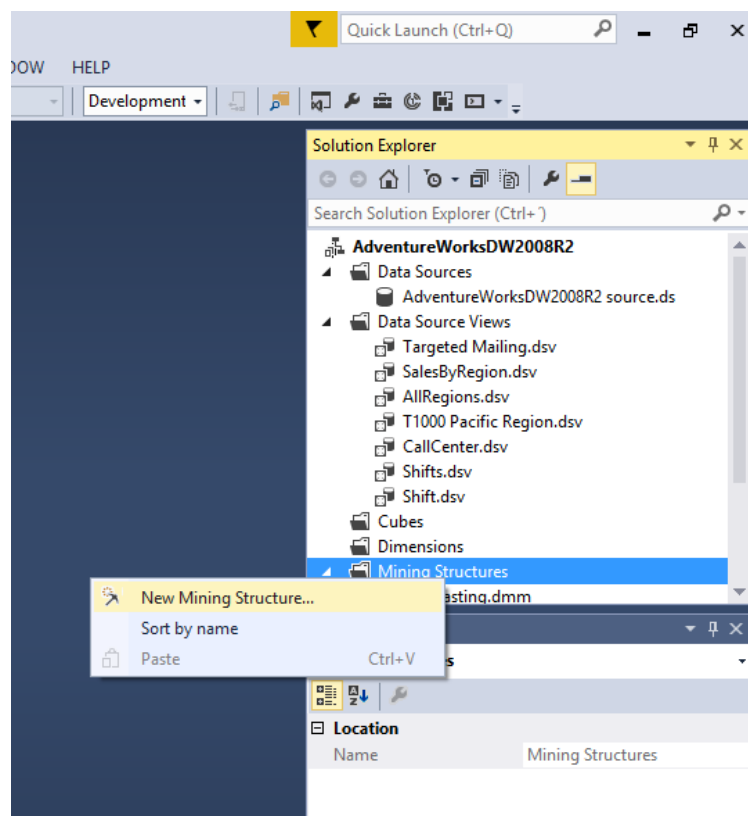 Quick Launch (Ctrl+Q)
HELP
Development
Solution Explorer
Search Solution Explorer (Ctrl+´)
AdventureWorksDW2008R2
Data Sources
AdventureWorksDW2008R2 source.ds
Data Source Views
Targeted Mailing.dsv
SalesByRegion.dsv
AllRegions.dsv
T1000 Pacific Region.dsv
CallCenter.dsv
Shifts.dsv
Shift.dsv
Cubes
Dimensions
Mining Structures
asting.dmm
New Mining Structure...
Sort by name
Paste Ctrl+V
Location
Name Mining Structures